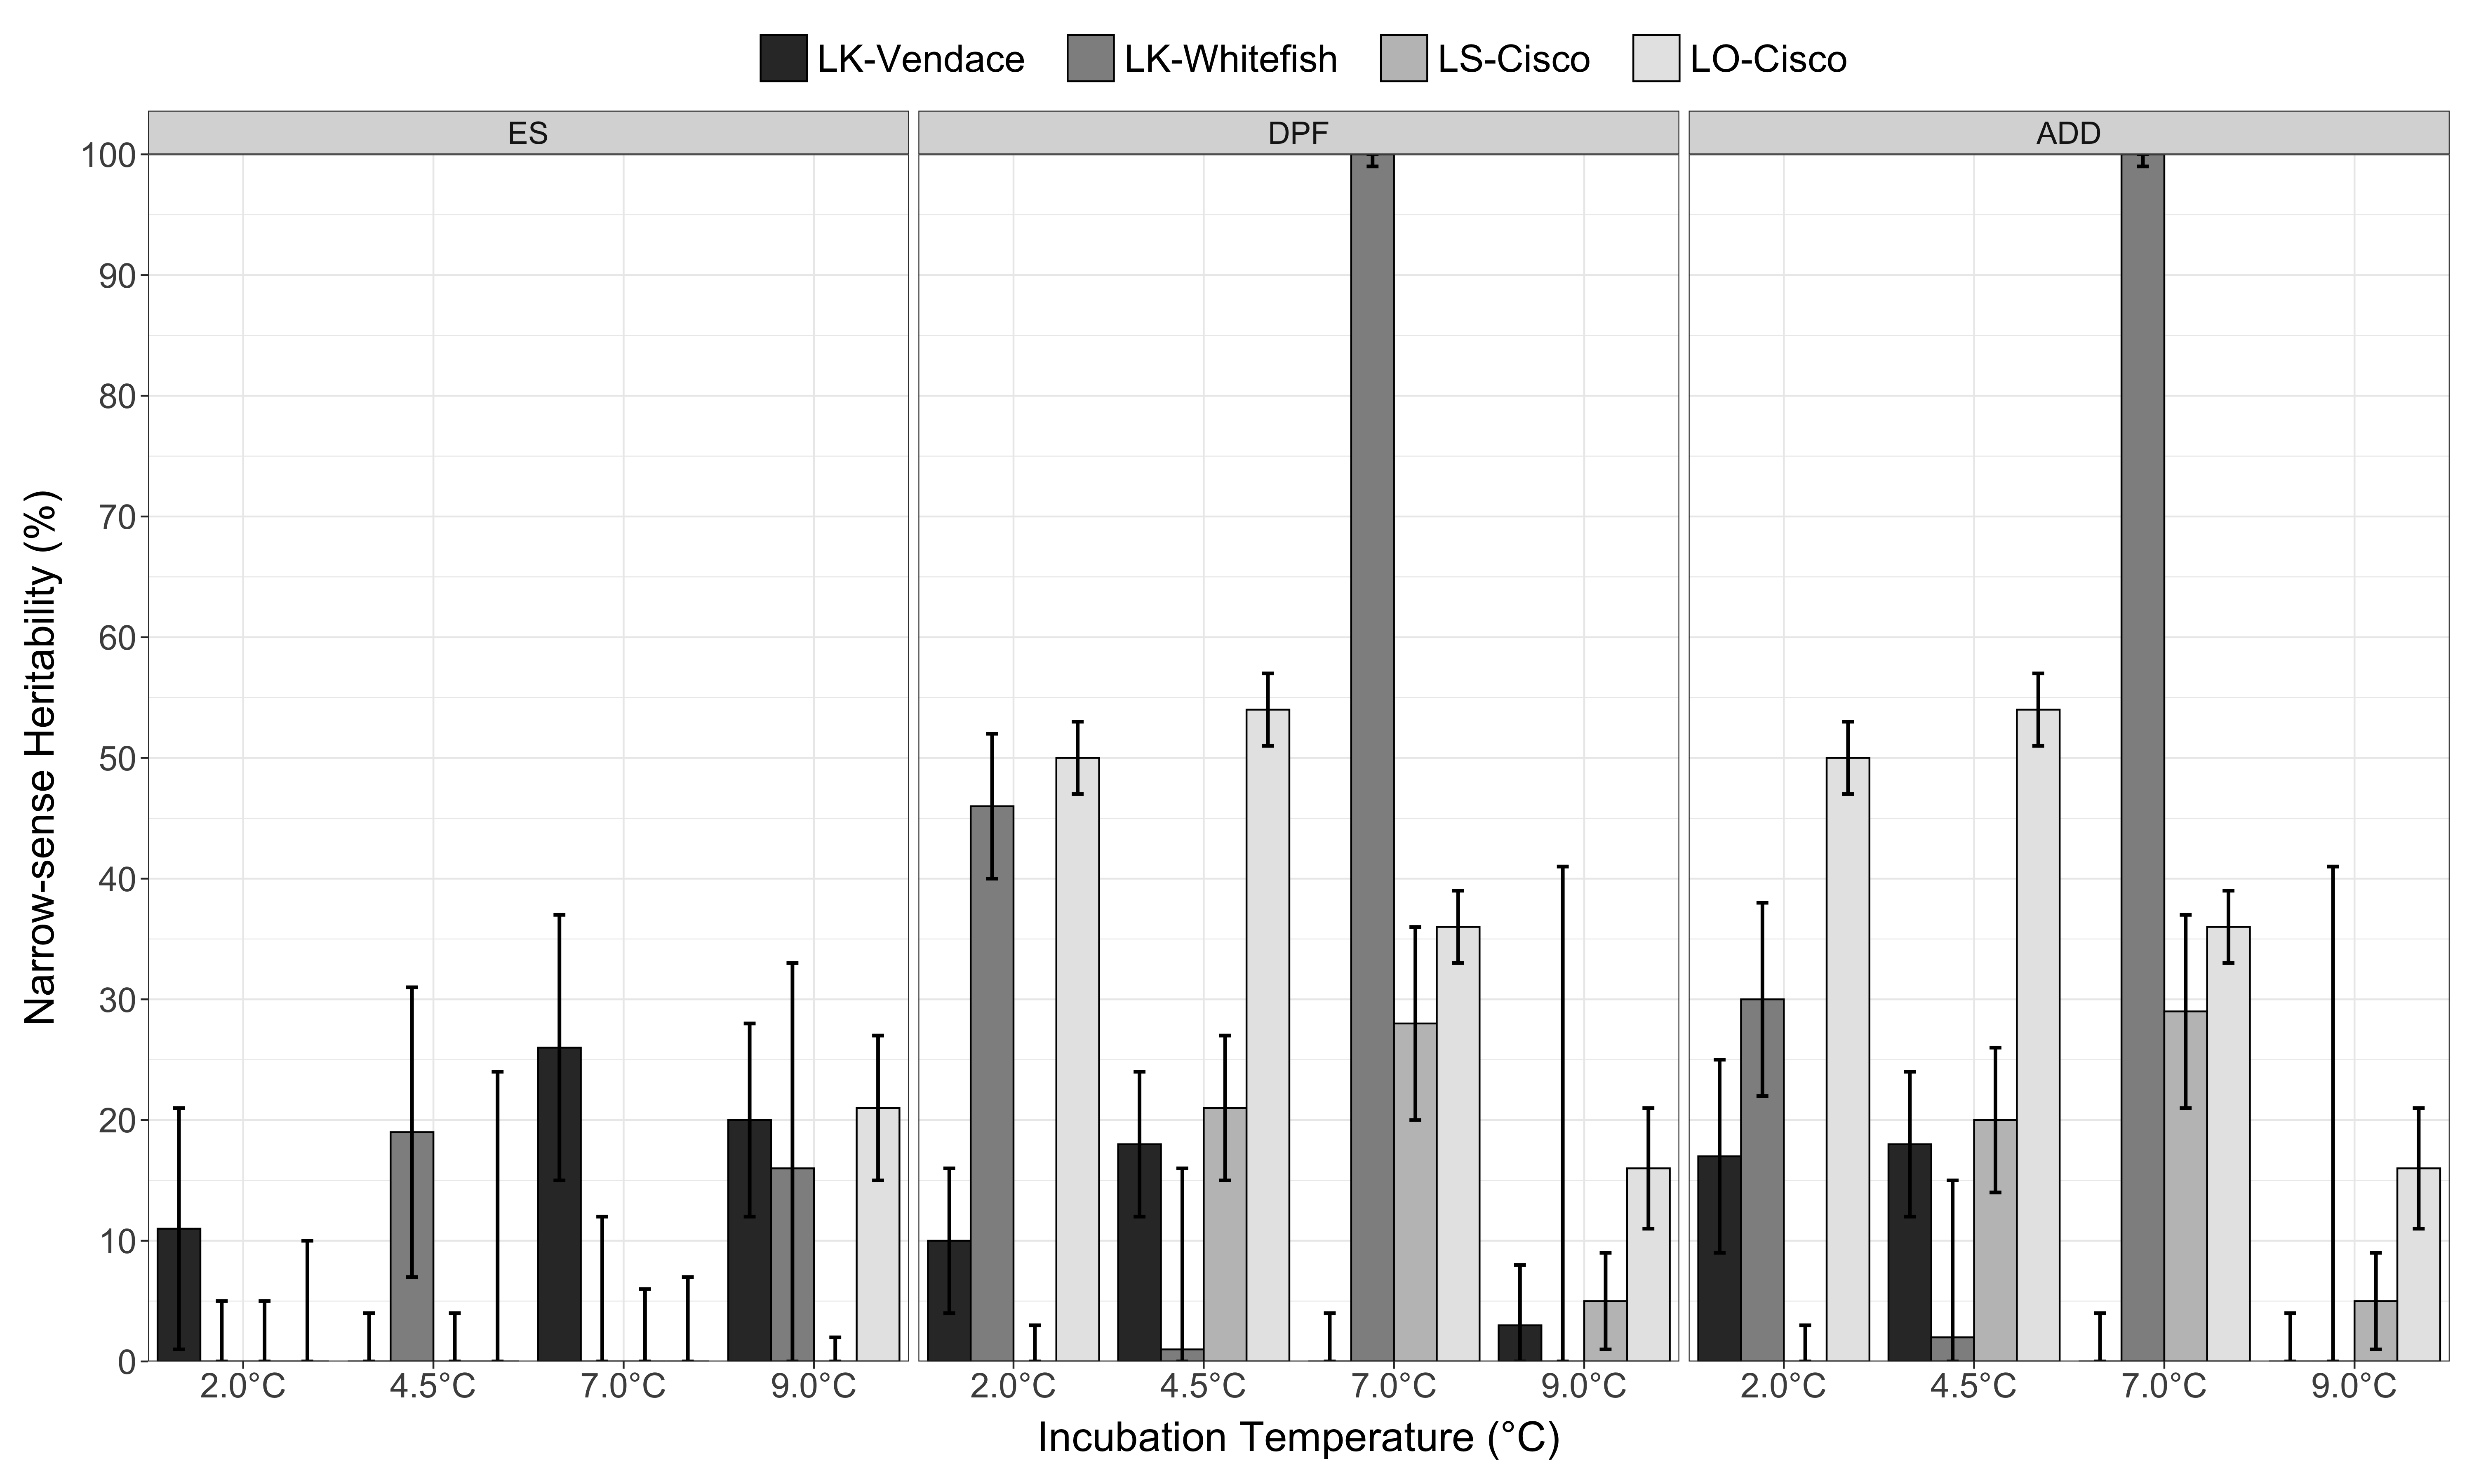 LK-Vendace LK-Whitefish LS-Cisco LO-Cisco
ES DPF ADD
100
90
80
70
60
50
40
30
20
10
0
Narrow-sense Heritability (%)
2.0°C 4.5°C 7.0°C 9.0°C 2.0°C 4.5°C 7.0°C 9.0°C 2.0°C 4.5°C 7.0°C 9.0°C
Incubation Temperature (°C)